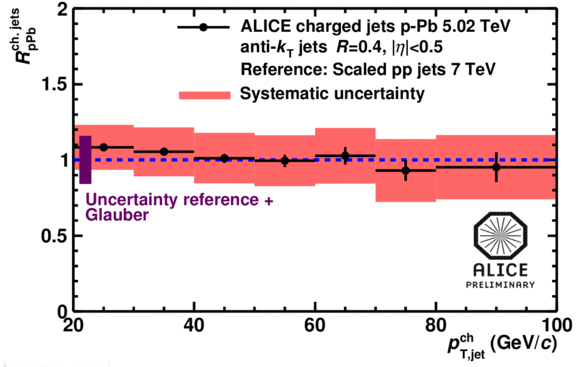 ALICE charged jets p-Pb 5.02 TeV
anti-kT jets R=0.4, |η|<0.5
Reference: Scaled pp jets 7 TeV
Systematic uncertainty
R ch. jets pPb
2
1.5
1
0.5
0
Uncertainty reference +
Glauber
ALICE
PRELIMINARY
20 40 60 80 100
p ch T,jet (GeV/c)